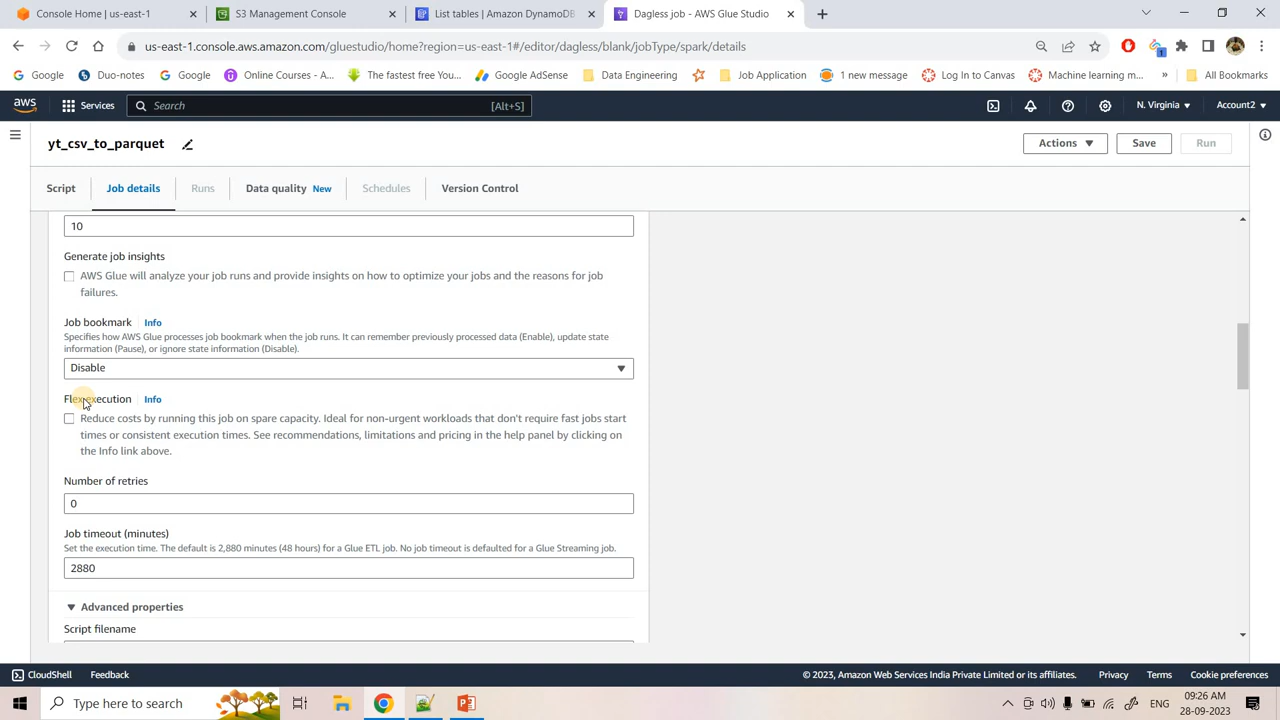 Console Home | us-east-1
S3 Management Console
List tables | Amazon DynamoDB
Dagless job - AWS Glue Studio
us-east-1.console.aws.amazon.com/gluestudio/home?region=us-east-1#/editor/dagless/blank/jobType/spark/details
Google
Duo-notes
Google
Online Courses - A...
The fastest free You...
Google AdSense
Data Engineering
Job Application
1 new message
Log In to Canvas
Machine learning m...
»
All Bookmarks
aws
Services
Search
[Alt+S]
N. Virginia
Account2
yt_csv_to_parquet
Actions
Save
Run
Script
Job details
Runs
Data quality New
Schedules
Version Control
10
Generate job insights
AWS Glue will analyze your job runs and provide insights on how to optimize your jobs and the reasons for job
failures.
Job bookmark Info
Specifies how AWS Glue processes job bookmark when the job runs. It can remember previously processed data (Enable), update state
information (Pause), or ignore state information (Disable).
Disable
Flex execution Info
Reduce costs by running this job on spare capacity. Ideal for non-urgent workloads that don't require fast jobs start
times or consistent execution times. See recommendations, limitations and pricing in the help panel by clicking on
the Info link above.
Number of retries
0
Job timeout (minutes)
Set the execution time. The default is 2,880 minutes (48 hours) for a Glue ETL job. No job timeout is defaulted for a Glue Streaming job.
2880
Advanced properties
Script filename
CloudShell
Feedback
© 2023, Amazon Web Services India Private Limited or its affiliates.
Privacy
Terms
Cookie preferences
Type here to search
ENG
09:26 AM
28-09-2023